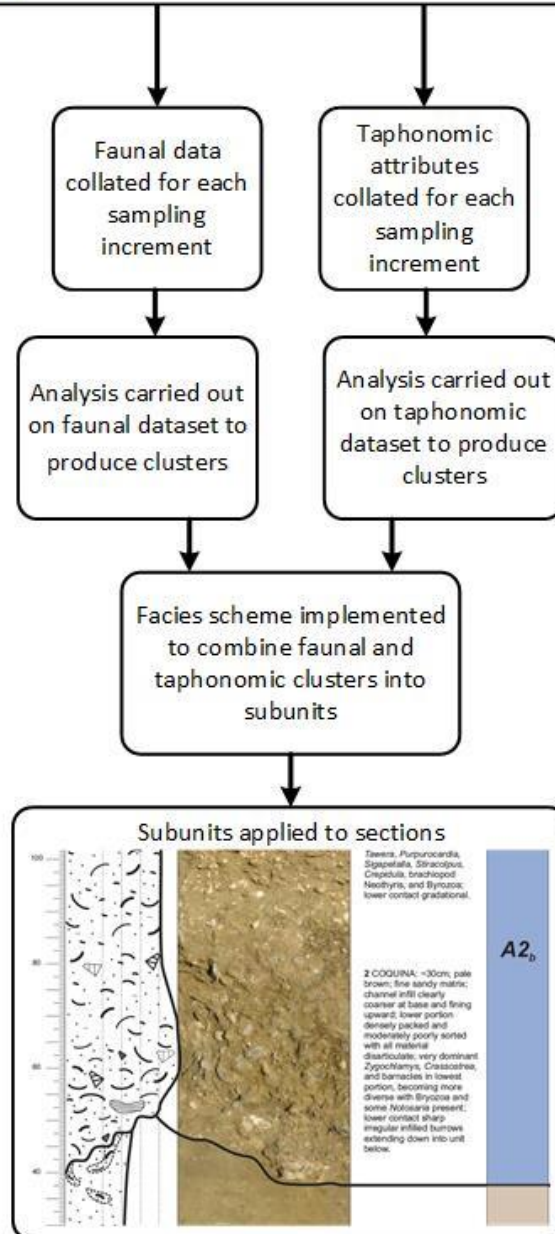 Faunal data
collated for each
sampling
increment
Taphonomic
attributes
collated for each
sampling
increment
Analysis carried out
on faunal dataset to
produce clusters
Analysis carried out
on taphonomic
dataset to produce
clusters
Facies scheme implemented
to combine faunal and
taphonomic clusters into
subunits
Subunits applied to sections
100
80
60
40
Tawera, Purpurocardia,
Sigapatella, Stiracolpus,
Crepidula, brachiopod
Neothyris, and Byrozoa;
lower contact gradational.
2 COQUINA: ~30cm; pale
brown; fine sandy matrix;
channel infill clearly
coarser at base and fining
upward; lower portion
densely packed and
moderately poorly sorted
with all material
disarticulate; very dominant
Zygochlamys, Crassostrea,
and barnacles in lowest
portion, becoming more
diverse with Bryozoa and
some Notosaria present;
lower contact sharp
irregular infilled burrows
extending down into unit
below.
A2b